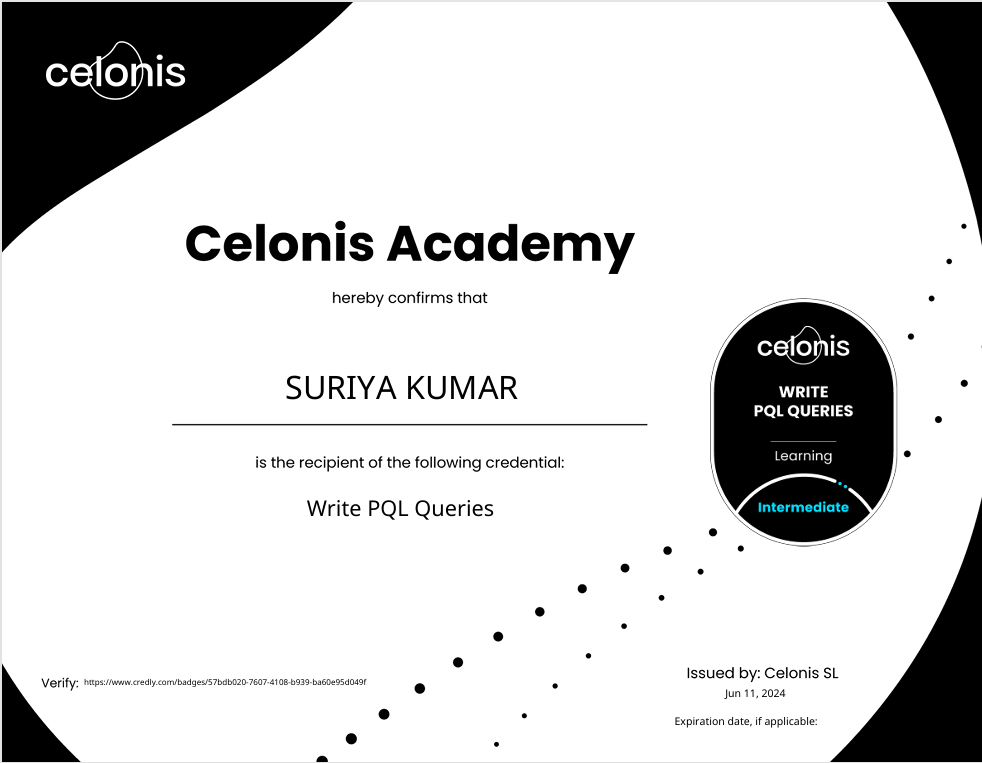 celonis
Celonis Academy
hereby confirms that
SURIYA KUMAR
is the recipient of the following credential:
Write PQL Queries
celonis
WRITE
PQL QUERIES
Learning
Intermediate
Verify: https://www.credly.com/badges/57bdb020-7607-4108-b939-ba60e95d049f
Issued by: Celonis SL
Jun 11, 2024
Expiration date, if applicable: